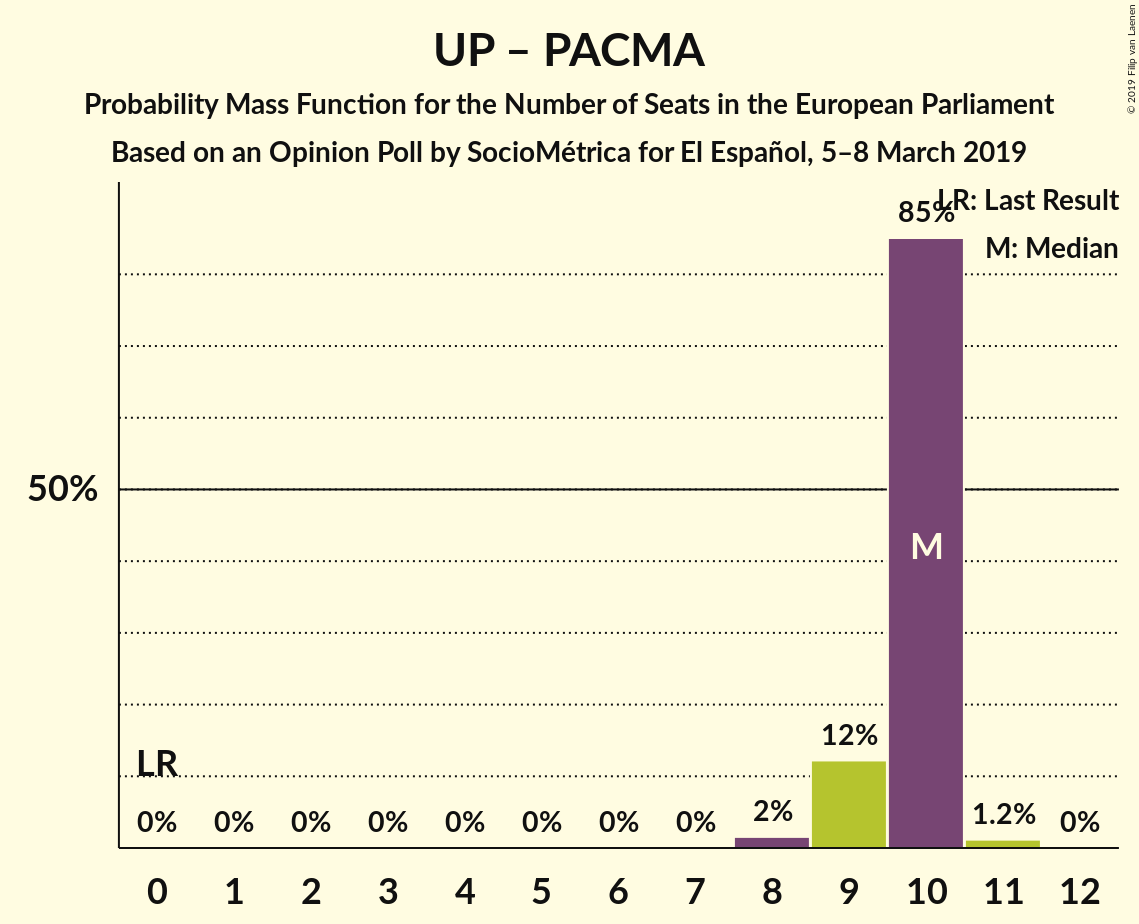 UP – PACMA
Probability Mass Function for the Number of Seats in the European Parliament
Based on an Opinion Poll by SocioMétrica for El Español, 5–8 March 2019
© 2019 Filip van Laenen
LR: Last Result
M: Median
85%
50%
M
12%
LR
2%
1.2%
0% 0% 0% 0% 0% 0% 0% 0% 0%
0 1 2 3 4 5 6 7 8 9 10 11 12